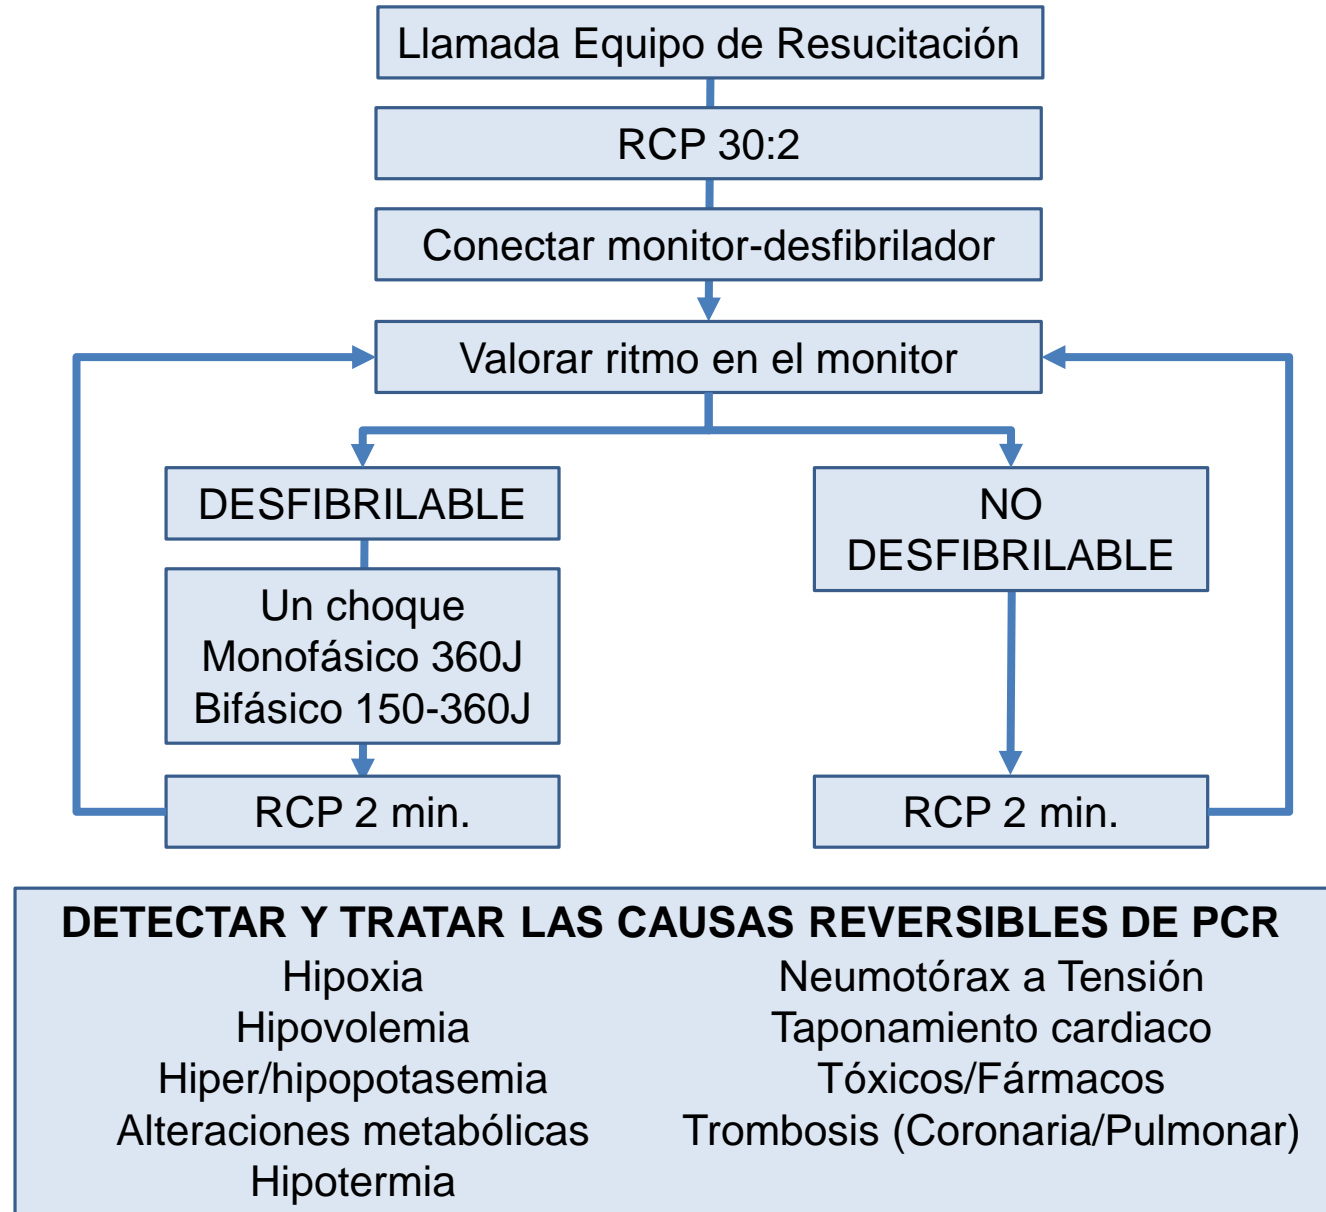 Llamada Equipo de Resucitación
RCP 30:2
Conectar monitor-desfibrilador
Valorar ritmo en el monitor
DESFIBRILABLE
Un choque
Monofásico 360J
Bifásico 150-360J
RCP 2 min.
NO
DESFIBRILABLE
RCP 2 min.
DETECTAR Y TRATAR LAS CAUSAS REVERSIBLES DE PCR
Hipoxia
Hipovolemia
Hiper/hipopotasemia
Alteraciones metabólicas
Hipotermia
Neumotórax a Tensión
Taponamiento cardiaco
Tóxicos/Fármacos
Trombosis (Coronaria/Pulmonar)